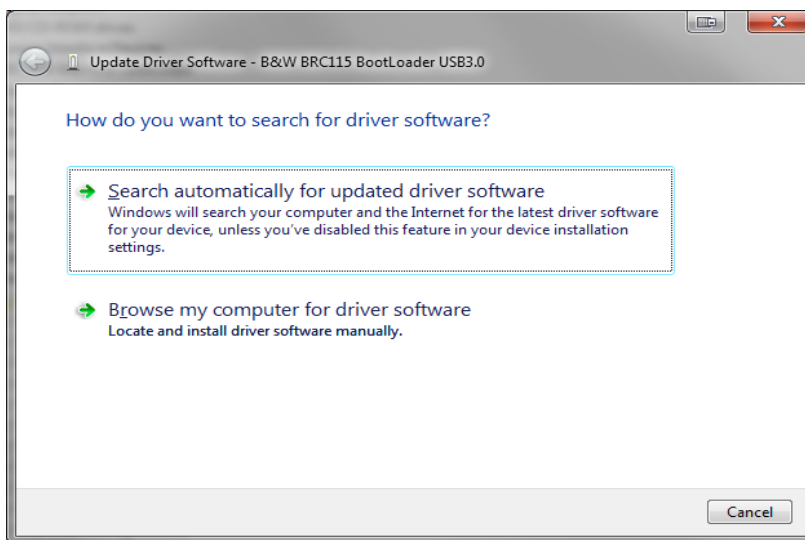 Update Driver Software - B&W BRC115 BootLoader USB3.0
How do you want to search for driver software?
Search automatically for updated driver software
Windows will search your computer and the Internet for the latest driver software
for your device, unless you've disabled this feature in your device installation
settings.
Browse my computer for driver software
Locate and install driver software manually.
Cancel